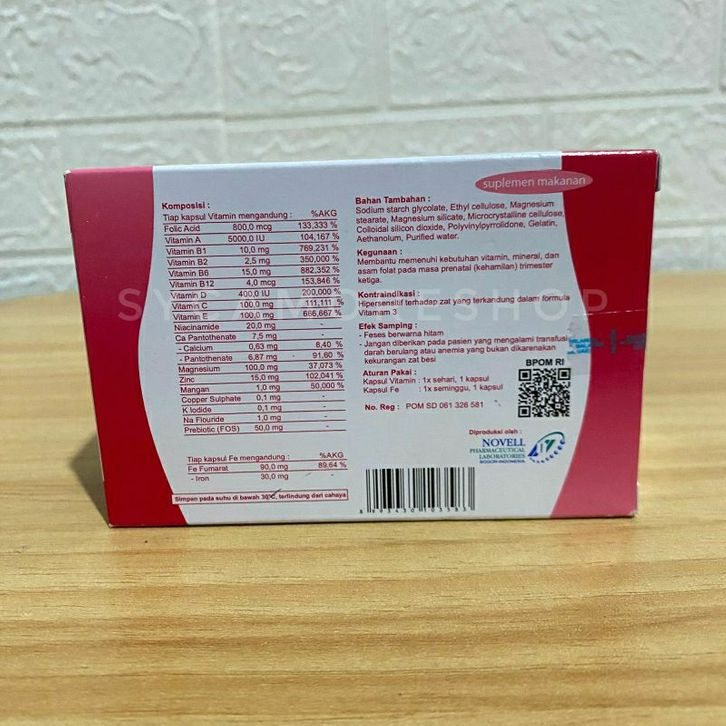 suplemen makanan
Komposisi :
Tiap kapsul Vitamin mengandung : %AKG
Folic Acid 800,0 mcg 133,333 %
Vitamin A 5000,0 IU 104,167 %
Vitamin B1 10,0 mg 769,231 %
Vitamin B2 2,5 mg 350,000 %
Vitamin B6 15,0 mg 882,352 %
Vitamin B12 4,0 mcg 153,846 %
Vitamin D 400,0 IU 200,000 %
Vitamin C 100,0 mg 111,111 %
Vitamin E 100,0 mg 666,667 %
Niacinamide 20,0 mg
Ca Pantothenate 7,5 mg
- Calcium 0,63 mg 8,40 %
- Pantothenate 6,87 mg 91,60 %
Magnesium 100,0 mg 37,073 %
Zinc 15,0 mg 102,041 %
Mangan 1,0 mg 50,000 %
Copper Sulphate 0,1 mg
K Iodide 0,1 mg
Na Flouride 1,0 mg
Prebiotic (FOS) 50,0 mg
Tiap kapsul Fe mengandung : %AKG
Fe Fumarat 90,0 mg 89,64 %
- Iron 30,0 mg
Simpan pada suhu di bawah 30°C, terlindung dari cahaya
Bahan Tambahan :
Sodium starch glycolate, Ethyl cellulose, Magnesium
stearate, Magnesium silicate, Microcrystalline cellulose,
Colloidal silicon dioxide, Polyvinylpyrrolidone, Gelatin,
Aethanolum, Purified water.
Kegunaan :
Membantu memenuhi kebutuhan vitamin, mineral, dan
asam folat pada masa prenatal (kehamilan) trimester
ketiga.
Kontraindikasi :
Hipersensitif terhadap zat yang terkandung dalam formula
Vitamam 3
Efek Samping :
- Feses berwarna hitam
- Jangan diberikan pada pasien yang mengalami transfusi
darah berulang atau anemia yang bukan dikarenakan
kekurangan zat besi
Aturan Pakai :
Kapsul Vitamin : 1x sehari, 1 kapsul
Kapsul Fe : 1x seminggu, 1 kapsul
No. Reg : POM SD 061 326 581
BPOM RI
Diproduksi oleh :
NOVELL
PHARMACEUTICAL
LABORATORIES
BOGOR-INDONESIA
8 993430 103583
SYCAMORESHOP